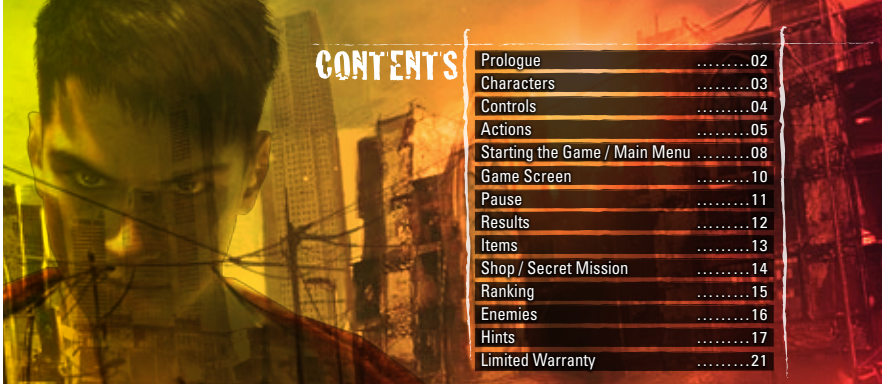 CONTENTS
Prologue .........02
Characters .........03
Controls .........04
Actions .........05
Starting the Game / Main Menu .........08
Game Screen .........10
Pause .........11
Results .........12
Items .........13
Shop / Secret Mission .........14
Ranking .........15
Enemies .........16
Hints .........17
Limited Warranty .........21